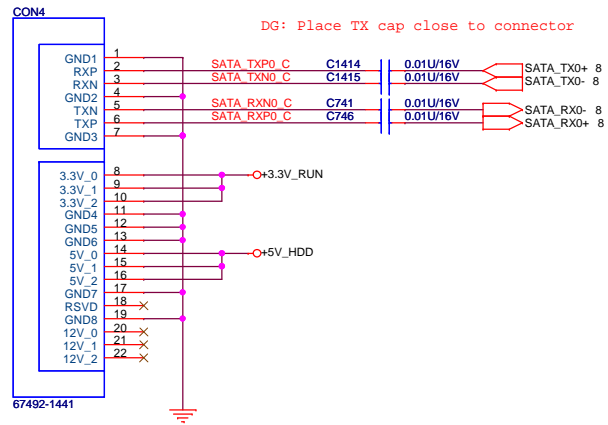 CON4
DG: Place TX cap close to connector
GND1 1
RXP 2 SATA_TXP0_C C1414 0.01U/16V SATA_TX0+ 8
RXN 3 SATA_TXN0_C C1415 0.01U/16V SATA_TX0- 8
GND2 4
TXN 5 SATA_RXN0_C C741 0.01U/16V SATA_RX0- 8
TXP 6 SATA_RXP0_C C746 0.01U/16V SATA_RX0+ 8
GND3 7
3.3V_0 8 +3.3V_RUN
3.3V_1 9
3.3V_2 10
GND4 11
GND5 12
GND6 13
5V_0 14 +5V_HDD
5V_1 15
5V_2 16
GND7 17
RSVD 18
GND8 19
12V_0 20
12V_1 21
12V_2 22
67492-1441